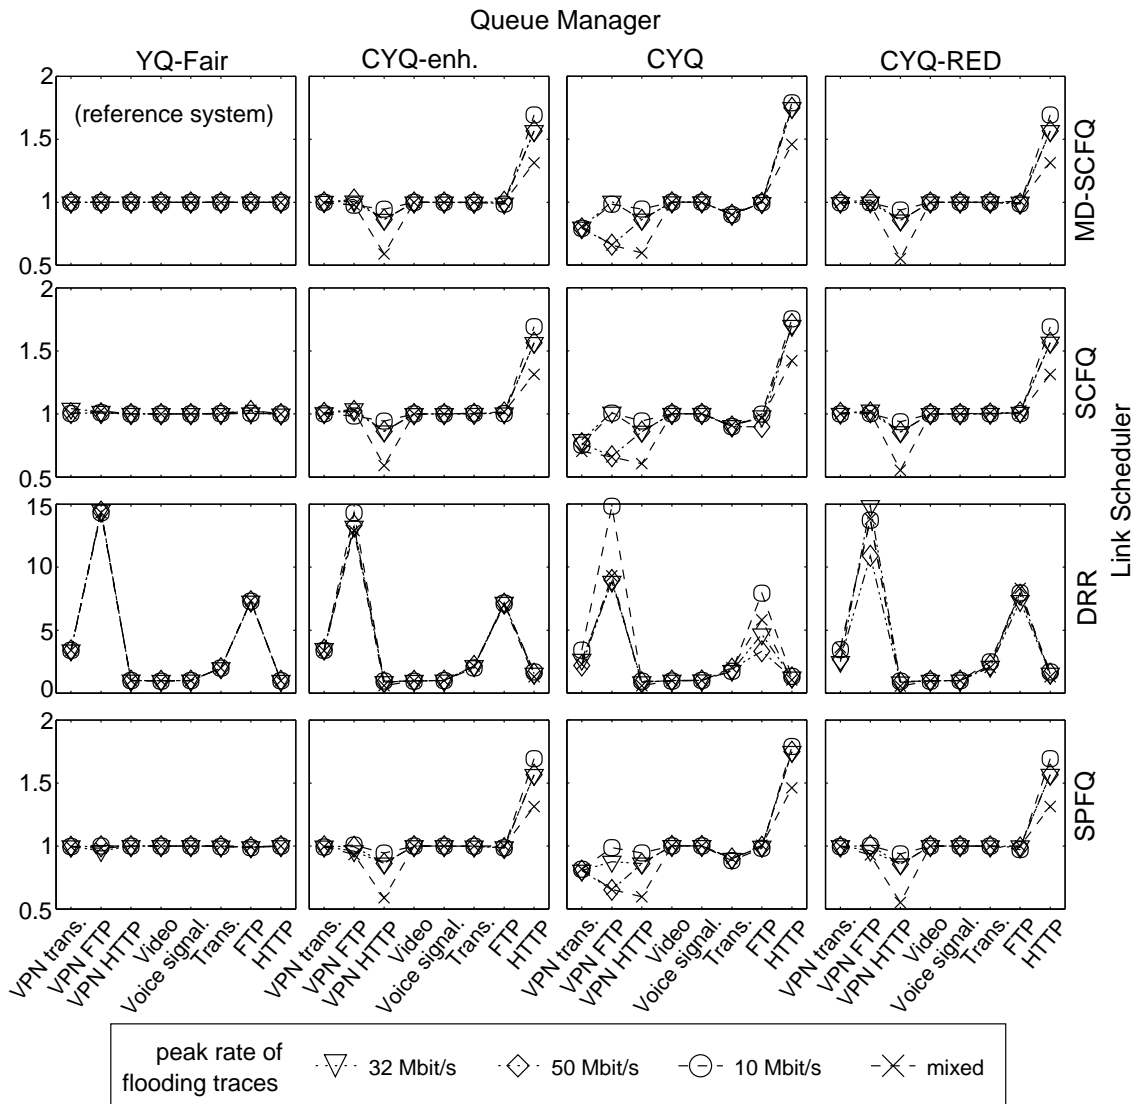 Queue Manager
YQ-Fair CYQ-enh. CYQ CYQ-RED
2
1.5
1
0.5
(reference system)
MD-SCFQ
2
1.5
1
0.5
SCFQ
Link Scheduler
15
10
5
0
DRR
2
1.5
1
0.5
SPFQ
VPN trans. VPN FTP VPN HTTP Video Voice signal. Trans. FTP HTTP
VPN trans. VPN FTP VPN HTTP Video Voice signal. Trans. FTP HTTP
VPN trans. VPN FTP VPN HTTP Video Voice signal. Trans. FTP HTTP
VPN trans. VPN FTP VPN HTTP Video Voice signal. Trans. FTP HTTP
peak rate of
flooding traces
32 Mbit/s 50 Mbit/s 10 Mbit/s mixed